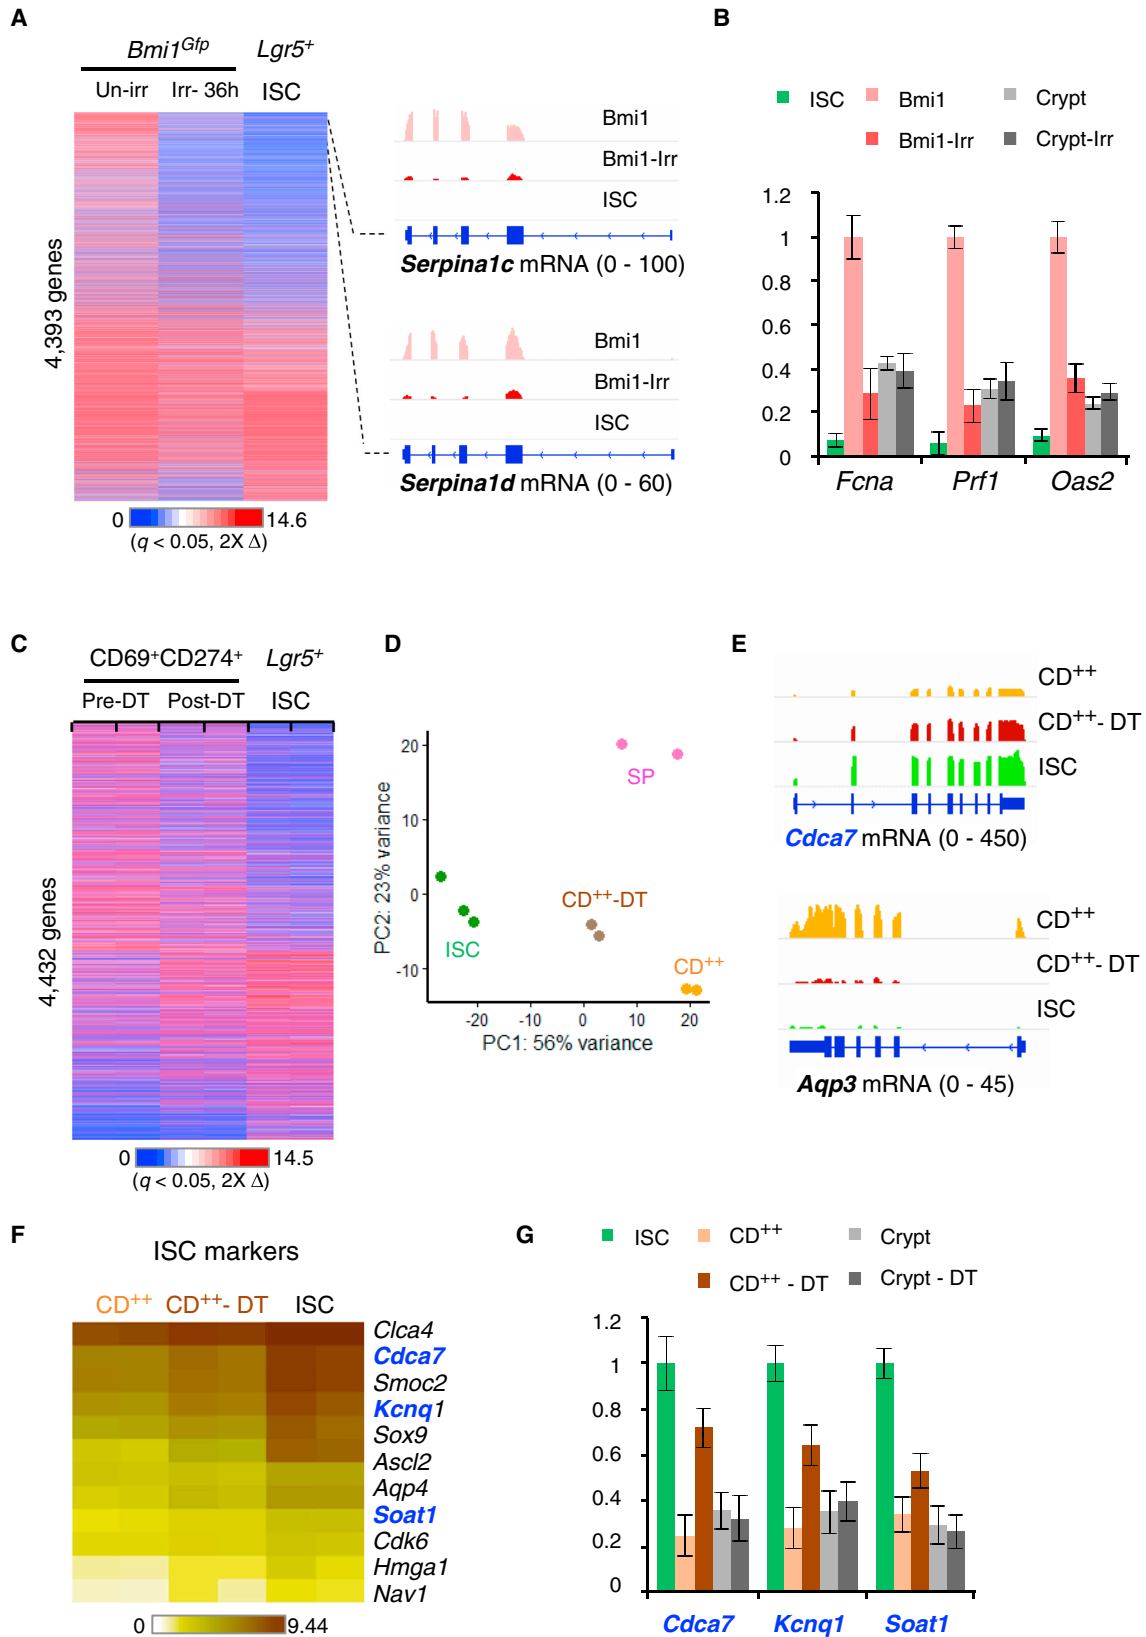 A
Bmi1^Gfp Lgr5+
Un-irr Irr- 36h ISC
4,393 genes
0 14.6
(q < 0.05, 2X Δ)
Bmi1
Bmi1-Irr
ISC
Serpina1c mRNA (0 - 100)
Bmi1
Bmi1-Irr
ISC
Serpina1d mRNA (0 - 60)
B
ISC Bmi1 Crypt
Bmi1-Irr Crypt-Irr
1.2
1
0.8
0.6
0.4
0.2
0
Fcna Prf1 Oas2
C
CD69+CD274+ Lgr5+
Pre-DT Post-DT ISC
4,432 genes
0 14.5
(q < 0.05, 2X Δ)
D
PC2: 23% variance
20
10
0
-10
SP
CD++-DT
ISC
CD++
-20 -10 0 10 20
PC1: 56% variance
E
CD++
CD++- DT
ISC
Cdca7 mRNA (0 - 450)
CD++
CD++- DT
ISC
Aqp3 mRNA (0 - 45)
F
ISC markers
CD++ CD++- DT ISC
Clca4
Cdca7
Smoc2
Kcnq1
Sox9
Ascl2
Aqp4
Soat1
Cdk6
Hmga1
Nav1
0 9.44
G
ISC CD++ Crypt
CD++ - DT Crypt - DT
1.2
1
0.8
0.6
0.4
0.2
0
Cdca7 Kcnq1 Soat1